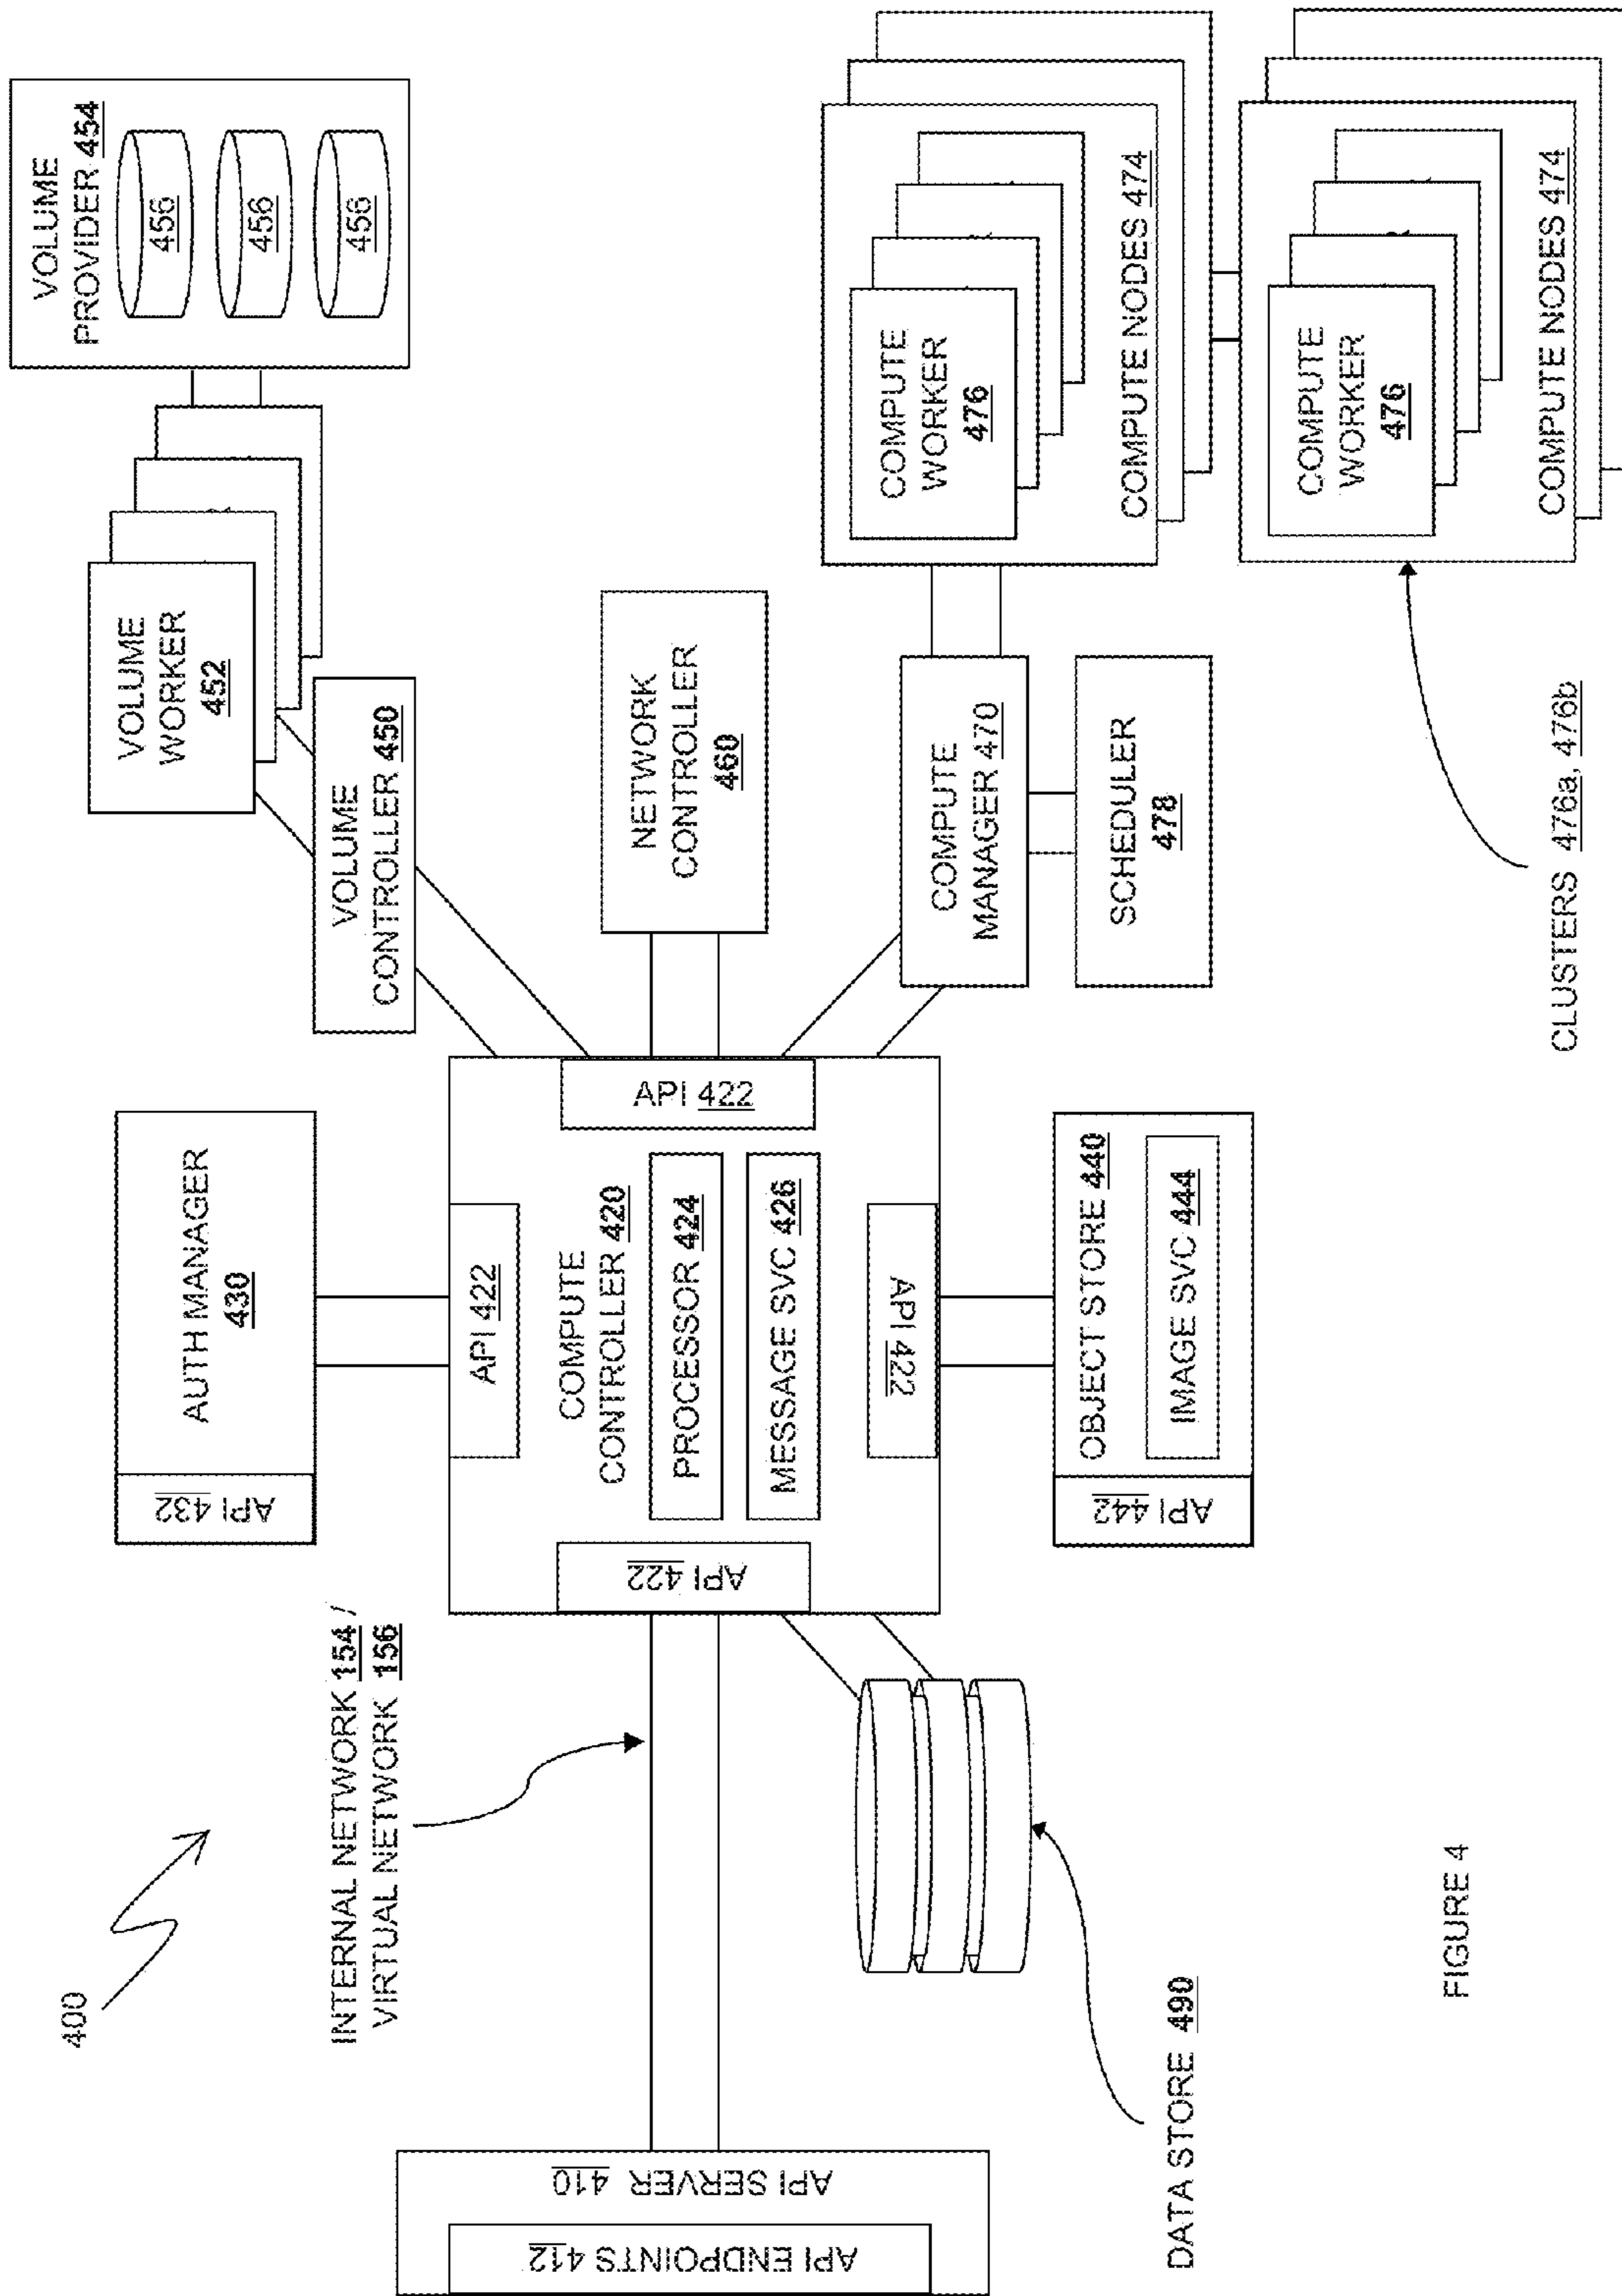 400
INTERNAL NETWORK 154 /
VIRTUAL NETWORK 156
API SERVER 410
API ENDPOINTS 412
DATA STORE 490
API 432
AUTH MANAGER
430
API 422
API 422
COMPUTE
CONTROLLER 420
PROCESSOR 424
MESSAGE SVC 426
API 422
API 422
API 442
OBJECT STORE 440
IMAGE SVC 444
VOLUME
CONTROLLER 450
VOLUME
WORKER
452
VOLUME
PROVIDER 454
456
456
456
NETWORK
CONTROLLER
460
COMPUTE
MANAGER 470
SCHEDULER
478
COMPUTE
WORKER
476
COMPUTE NODES 474
COMPUTE
WORKER
476
COMPUTE NODES 474
CLUSTERS 476a, 476b
FIGURE 4